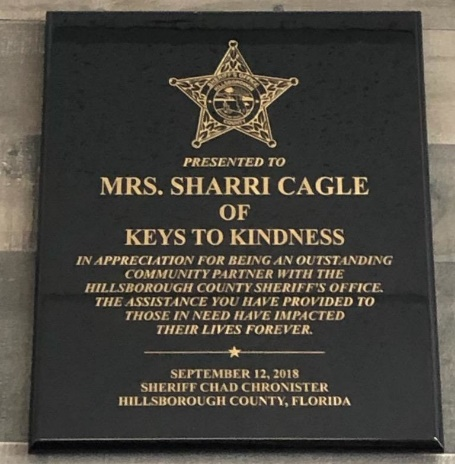 PRESENTED TO
MRS. SHARRI CAGLE
OF
KEYS TO KINDNESS
IN APPRECIATION FOR BEING AN OUTSTANDING
COMMUNITY PARTNER WITH THE
HILLSBOROUGH COUNTY SHERIFF'S OFFICE.
THE ASSISTANCE YOU HAVE PROVIDED TO
THOSE IN NEED HAVE IMPACTED
THEIR LIVES FOREVER.
SEPTEMBER 12, 2018
SHERIFF CHAD CHRONISTER
HILLSBOROUGH COUNTY, FLORIDA